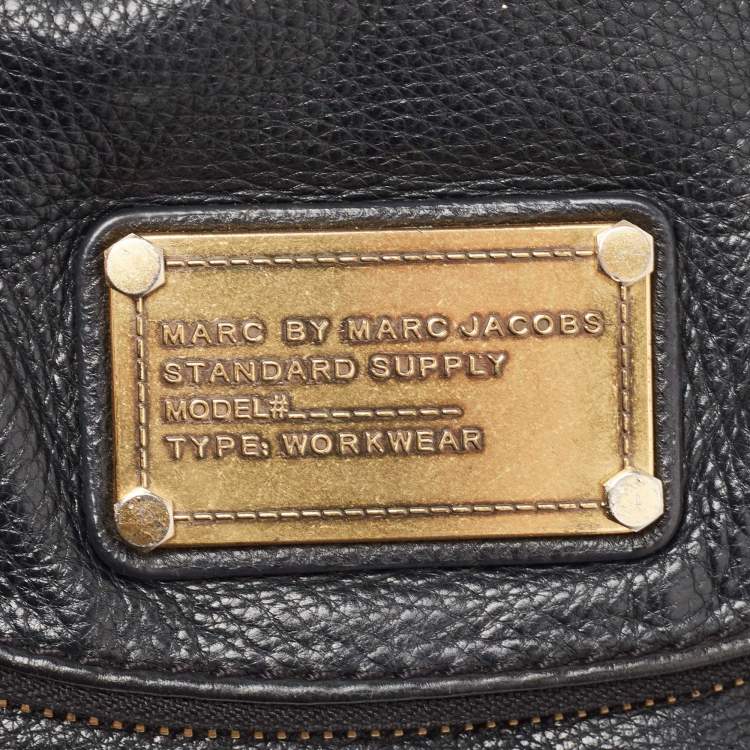 MARC BY MARC JACOBS
STANDARD SUPPLY
MODEL#_________
TYPE: WORKWEAR